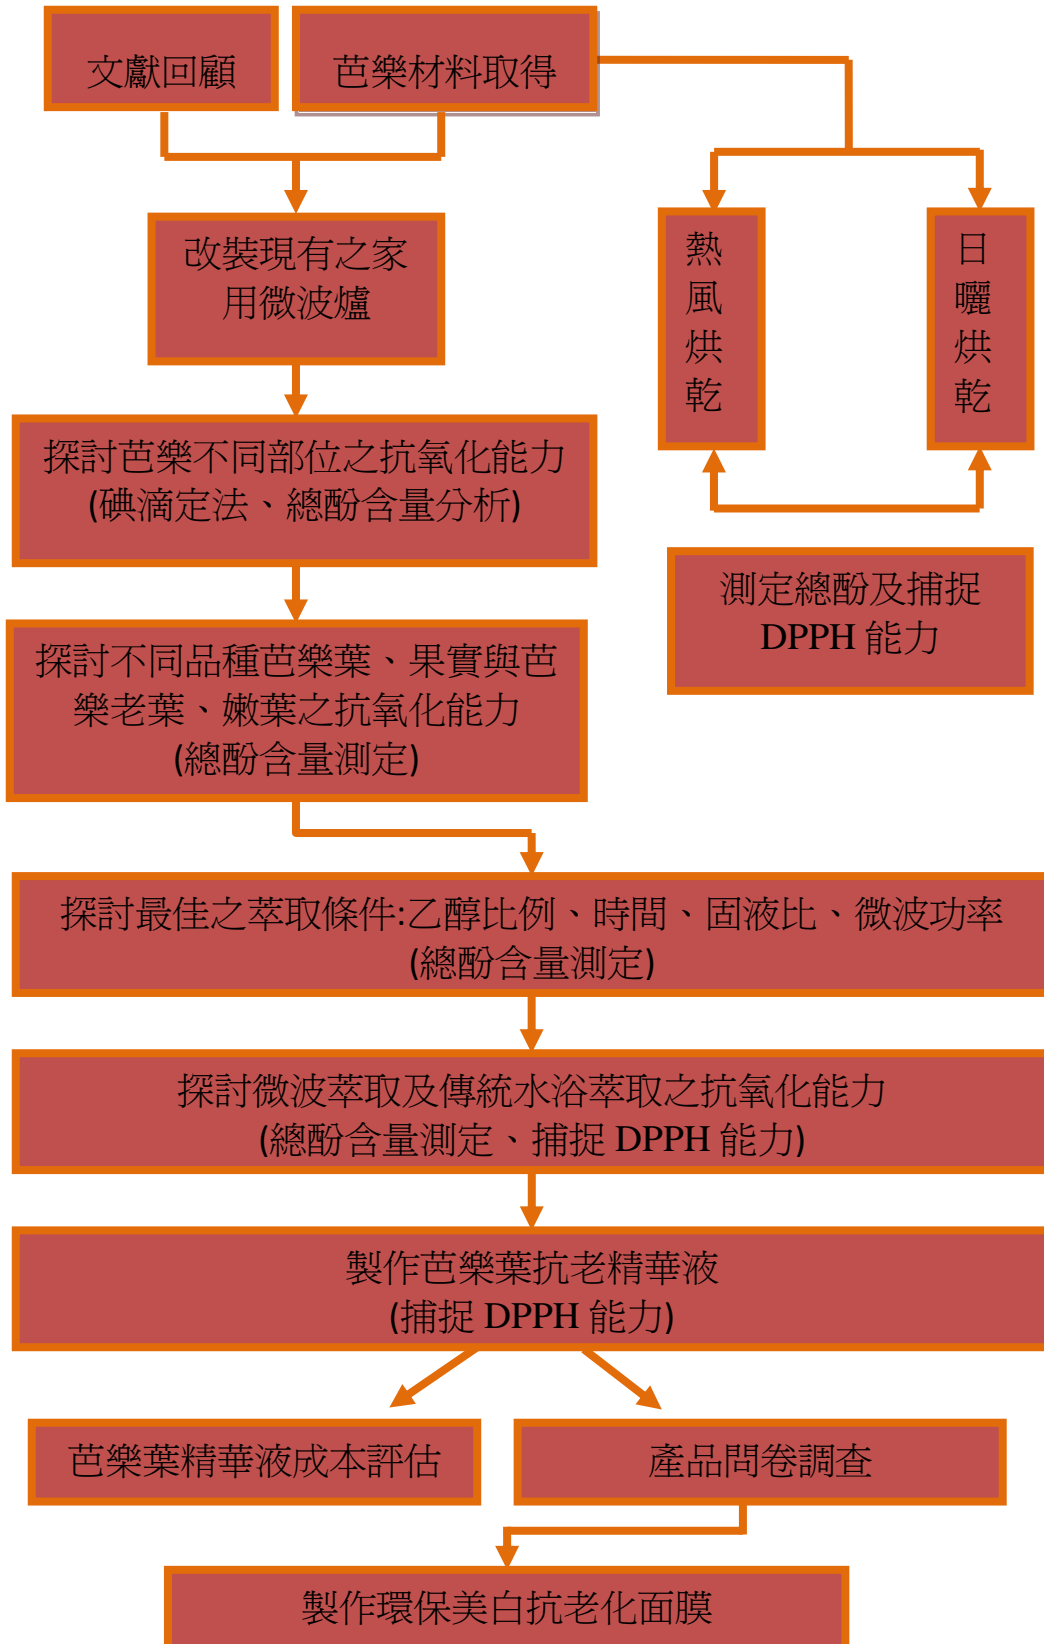 文獻回顧
芭樂材料取得
改裝現有之家
用微波爐
熱
風
烘
乾
日
曬
烘
乾
探討芭樂不同部位之抗氧化能力
(碘滴定法、總酚含量分析)
測定總酚及捕捉
DPPH 能力
探討不同品種芭樂葉、果實與芭
樂老葉、嫩葉之抗氧化能力
(總酚含量測定)
探討最佳之萃取條件:乙醇比例、時間、固液比、微波功率
(總酚含量測定)
探討微波萃取及傳統水浴萃取之抗氧化能力
(總酚含量測定、捕捉 DPPH 能力)
製作芭樂葉抗老精華液
(捕捉 DPPH 能力)
芭樂葉精華液成本評估
產品問卷調查
製作環保美白抗老化面膜